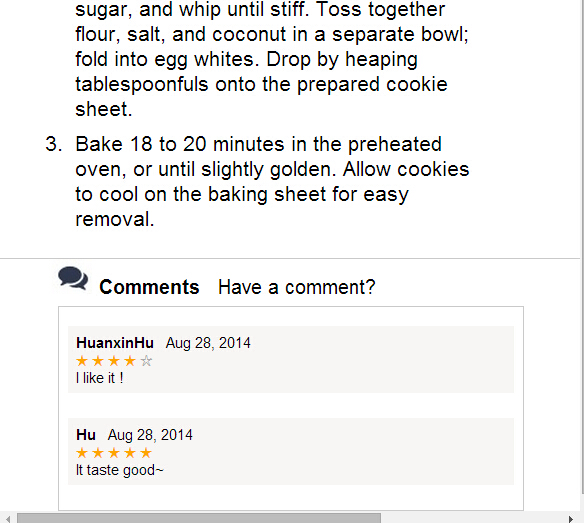 sugar, and whip until stiff. Toss together
flour, salt, and coconut in a separate bowl;
fold into egg whites. Drop by heaping
tablespoonfuls onto the prepared cookie
sheet.
3. Bake 18 to 20 minutes in the preheated
oven, or until slightly golden. Allow cookies
to cool on the baking sheet for easy
removal.
Comments Have a comment?
HuanxinHu Aug 28, 2014
★★★★☆
I like it !
Hu Aug 28, 2014
★★★★★
It taste good~